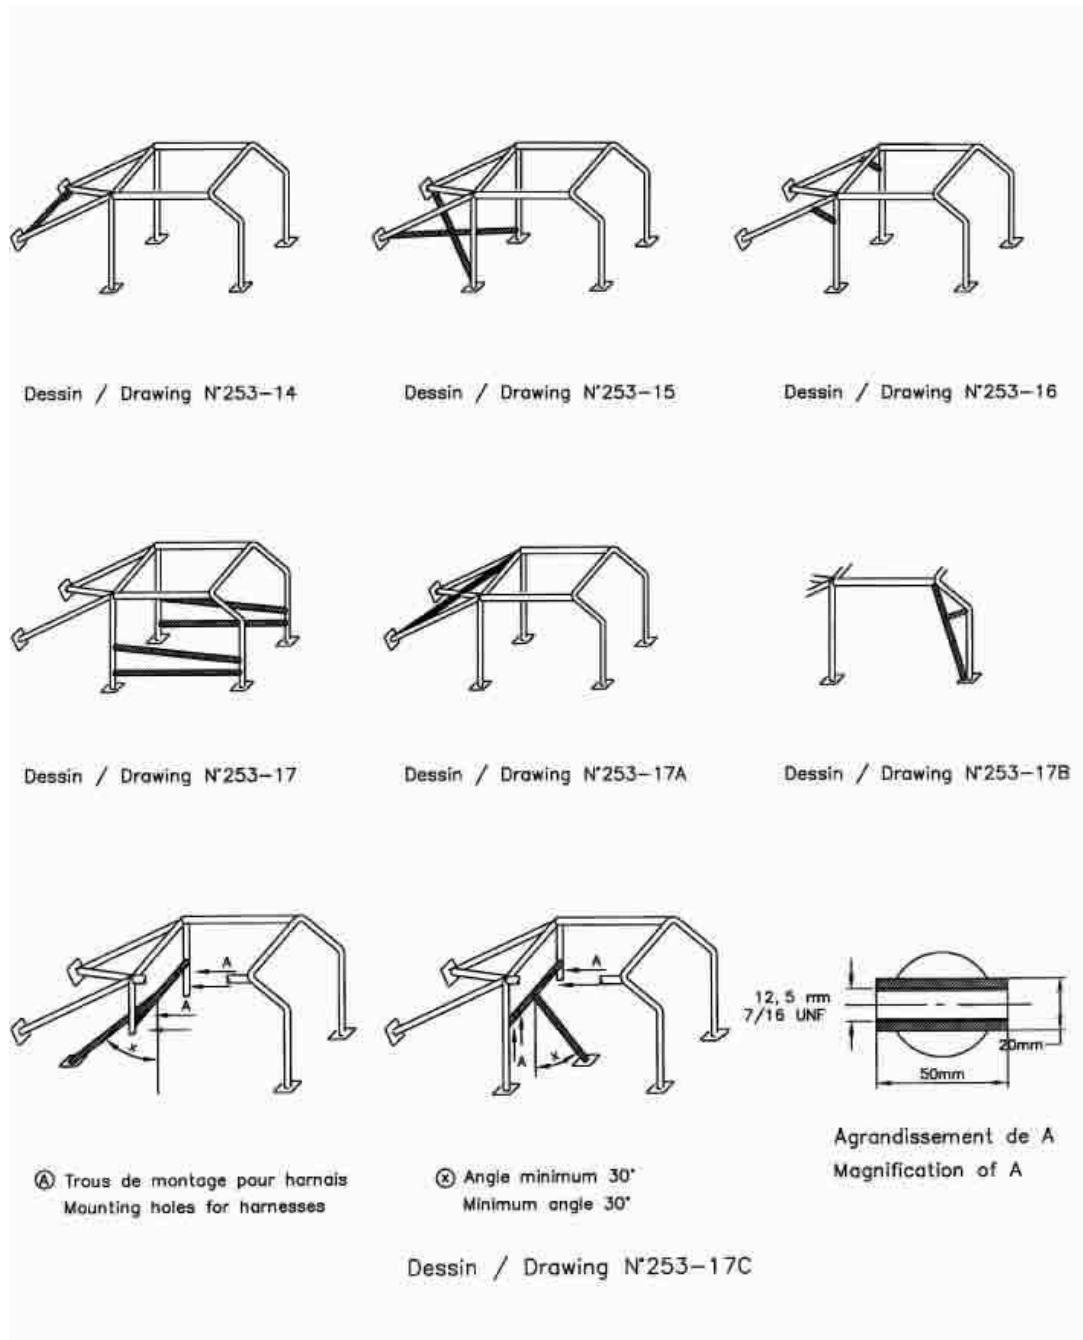 Dessin / Drawing N°253-14
Dessin / Drawing N°253-15
Dessin / Drawing N°253-16
Dessin / Drawing N°253-17
Dessin / Drawing N°253-17A
Dessin / Drawing N°253-17B
A
A
X
A
A
X
12,5 mm
7/16 UNF
20mm
50mm
Agrandissement de A
Magnification of A
Ⓐ Trous de montage pour harnais
Mounting holes for harnesses
ⓧ Angle minimum 30°
Minimum angle 30°
Dessin / Drawing N°253-17C